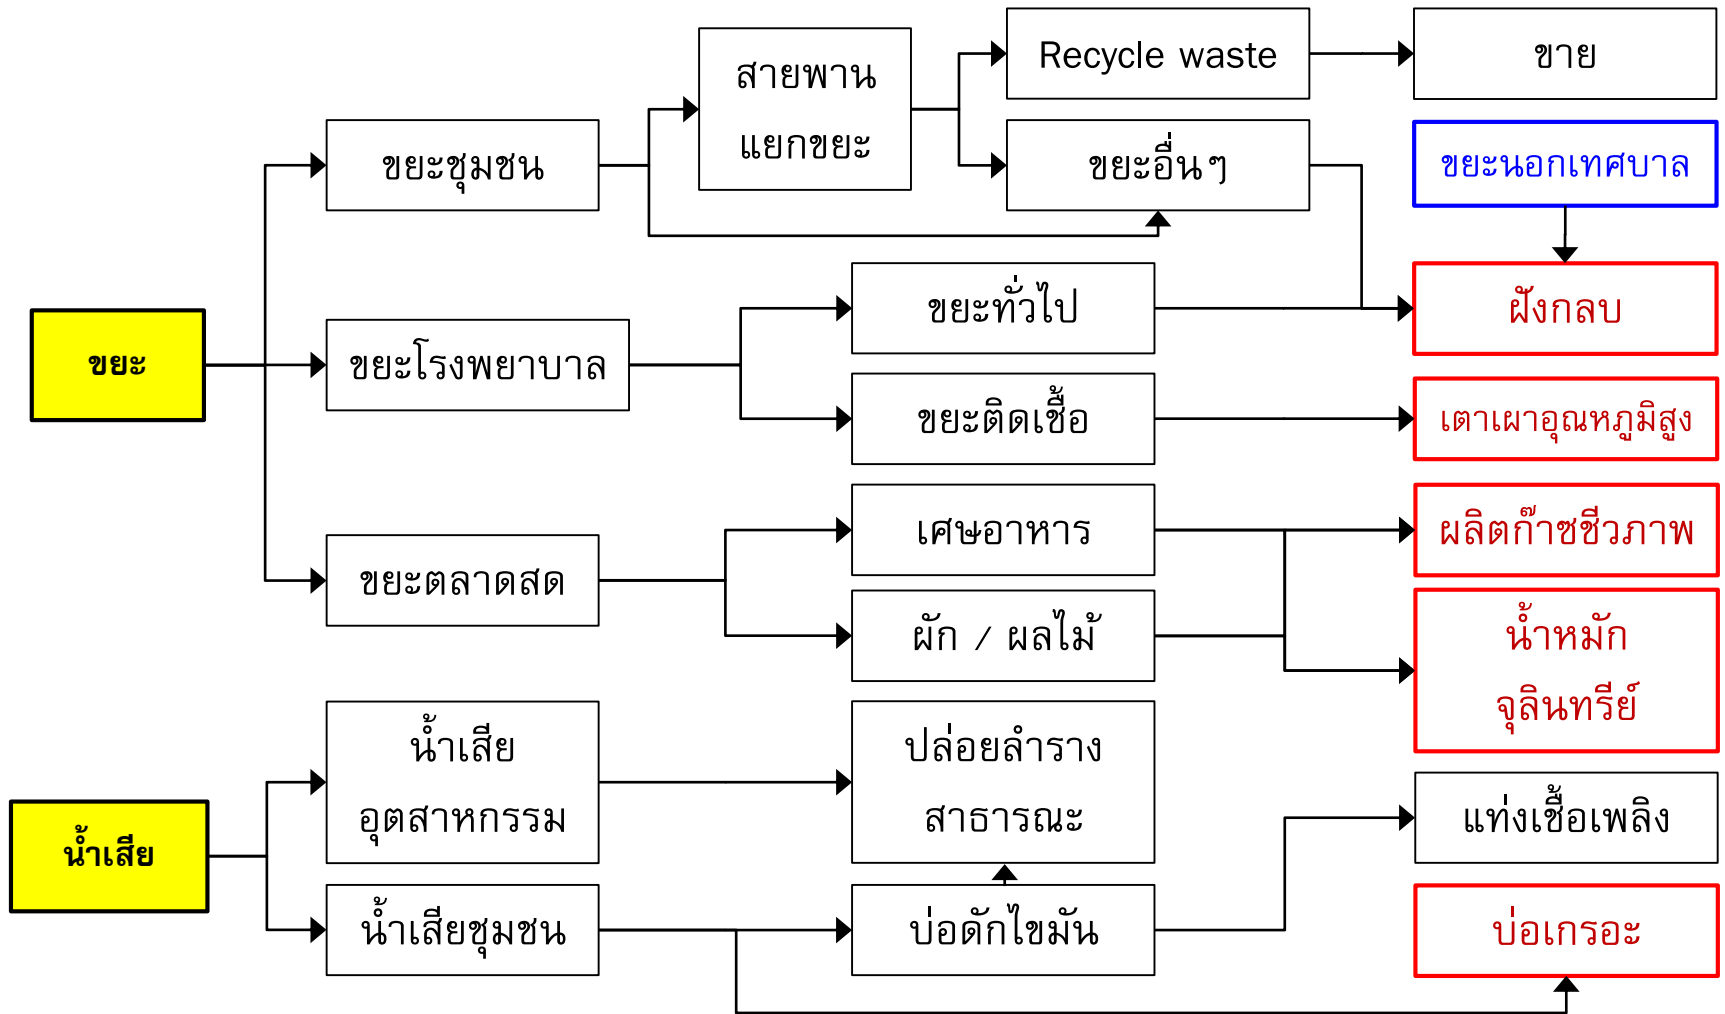 Recycle waste
ขาย
สายพาน
แยกขยะ
ขยะชุมชน
ขยะอื่นๆ
ขยะนอกเทศบาล
ขยะทั่วไป
ฝังกลบ
ขยะ
ขยะโรงพยาบาล
ขยะติดเชื้อ
เตาเผาอุณหภูมิสูง
เศษอาหาร
ผลิตก๊าซชีวภาพ
ขยะตลาดสด
ผัก / ผลไม้
น้ำหมัก
จุลินทรีย์
น้ำเสีย
อุตสาหกรรม
ปล่อยลำราง
สาธารณะ
แท่งเชื้อเพลิง
น้ำเสีย
น้ำเสียชุมชน
บ่อดักไขมัน
บ่อเกรอะ